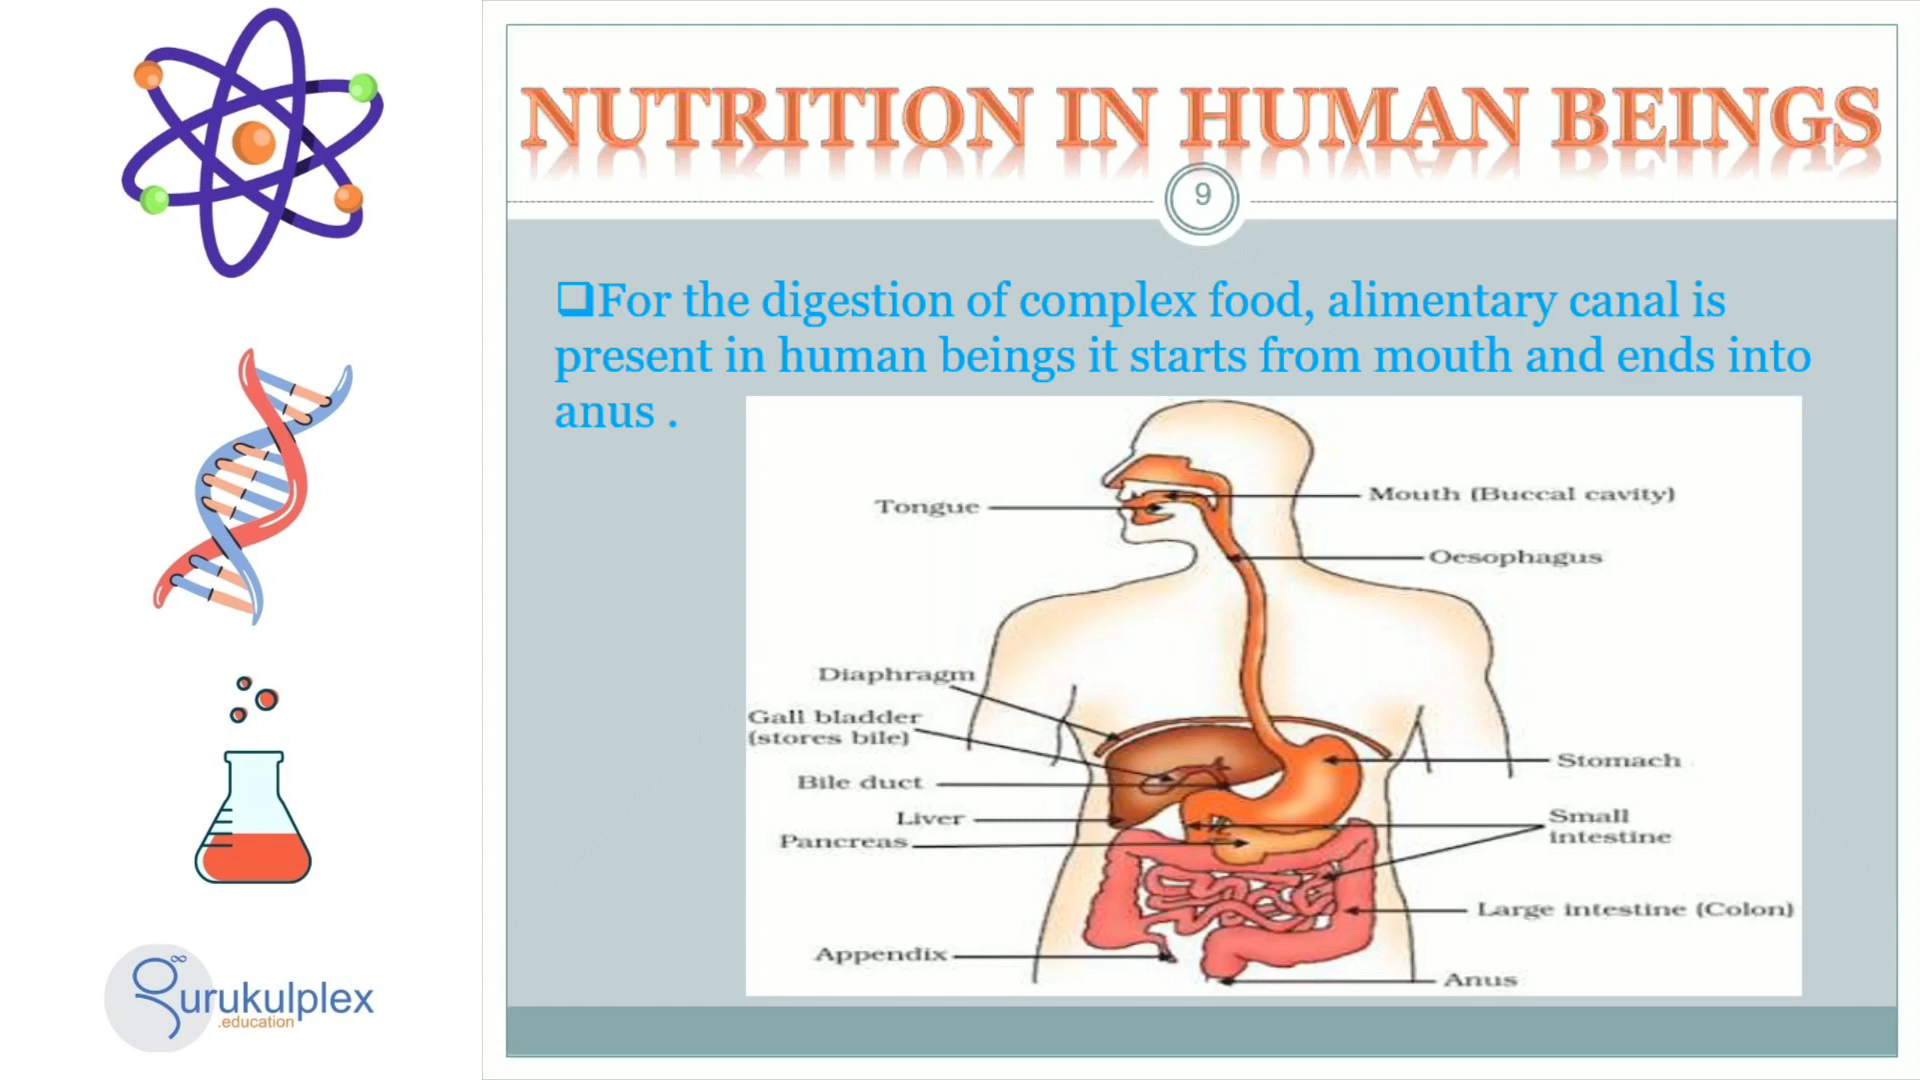 NUTRITION IN HUMAN BEINGS
9
❑For the digestion of complex food, alimentary canal is
present in human beings it starts from mouth and ends into
anus .
Tongue
Mouth (Buccal cavity)
Oesophagus
Diaphragm
Gall bladder
(stores bile)
Bile duct
Liver
Pancreas
Stomach
Small
intestine
Large intestine (Colon)
Appendix
Anus
gurukulplex
.education